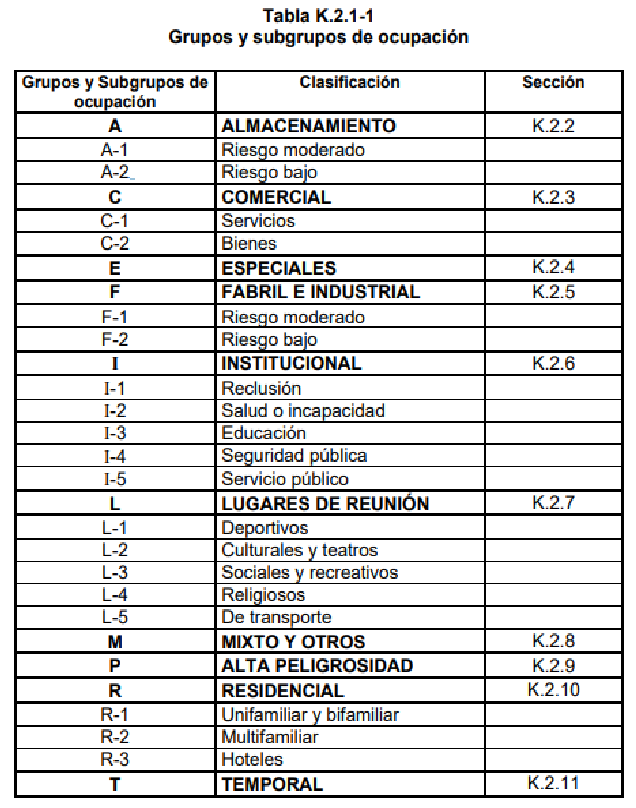 Tabla K.2.1-1
Grupos y subgrupos de ocupación
Grupos y Subgrupos de ocupación Clasificación Sección
A ALMACENAMIENTO K.2.2
A-1 Riesgo moderado
A-2 Riesgo bajo
C COMERCIAL K.2.3
C-1 Servicios
C-2 Bienes
E ESPECIALES K.2.4
F FABRIL E INDUSTRIAL K.2.5
F-1 Riesgo moderado
F-2 Riesgo bajo
I INSTITUCIONAL K.2.6
I-1 Reclusión
I-2 Salud o incapacidad
I-3 Educación
I-4 Seguridad pública
I-5 Servicio público
L LUGARES DE REUNIÓN K.2.7
L-1 Deportivos
L-2 Culturales y teatros
L-3 Sociales y recreativos
L-4 Religiosos
L-5 De transporte
M MIXTO Y OTROS K.2.8
P ALTA PELIGROSIDAD K.2.9
R RESIDENCIAL K.2.10
R-1 Unifamiliar y bifamiliar
R-2 Multifamiliar
R-3 Hoteles
T TEMPORAL K.2.11